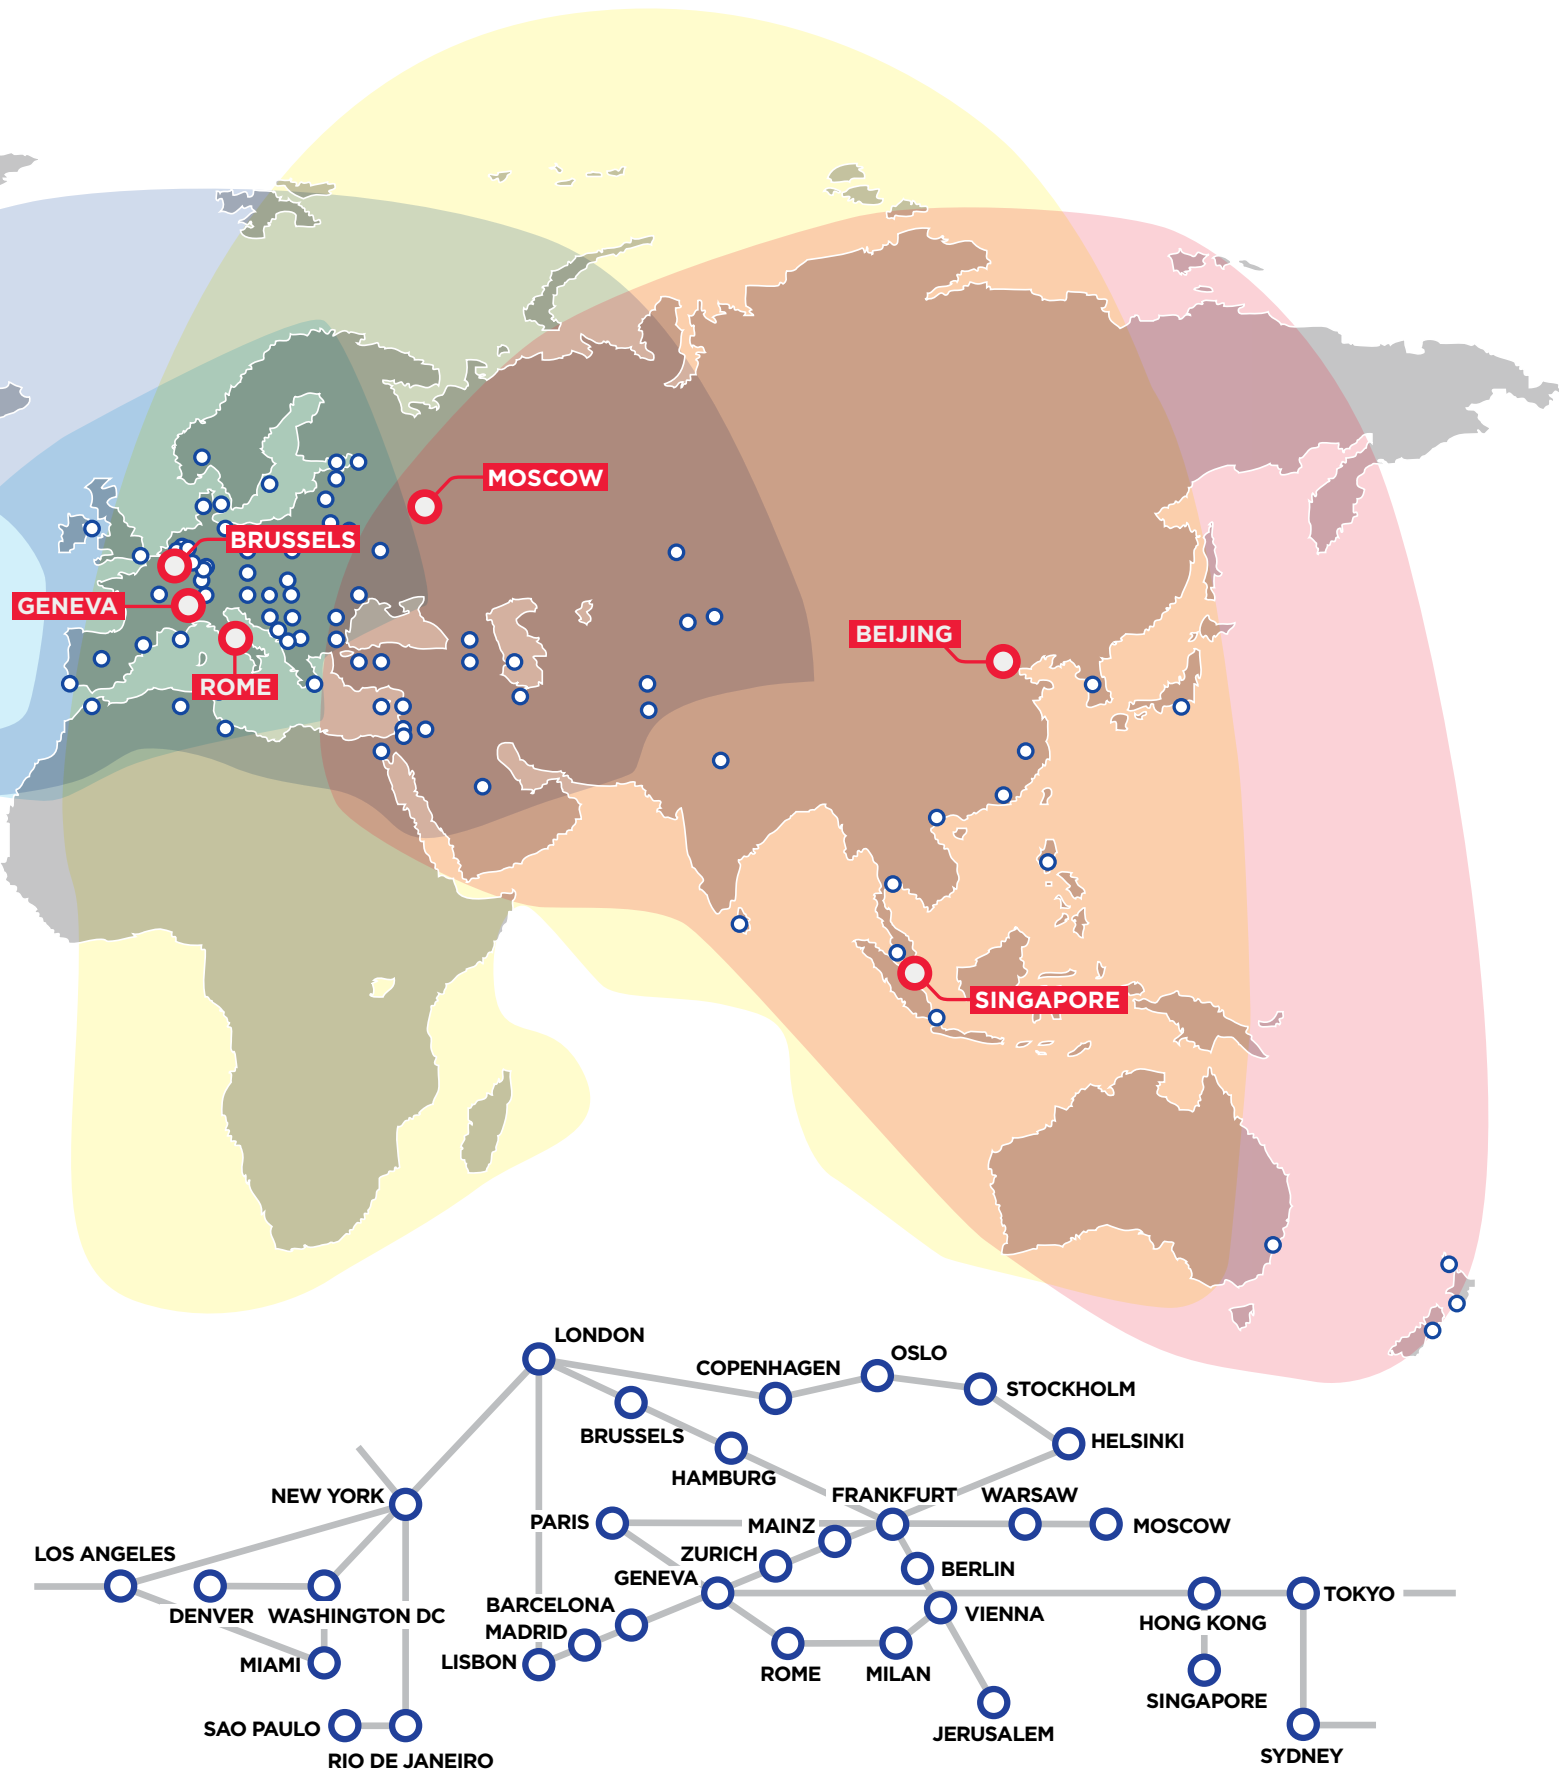 MOSCOW
BRUSSELS
GENEVA
BEIJING
ROME
SINGAPORE
LONDON
OSLO
COPENHAGEN
STOCKHOLM
BRUSSELS
HELSINKI
HAMBURG
NEW YORK
FRANKFURT
WARSAW
PARIS
MAINZ
MOSCOW
LOS ANGELES
ZURICH
BERLIN
GENEVA
TOKYO
BARCELONA
DENVER
WASHINGTON DC
VIENNA
HONG KONG
MADRID
MIAMI
LISBON
ROME
MILAN
SINGAPORE
SAO PAULO
JERUSALEM
RIO DE JANEIRO
SYDNEY